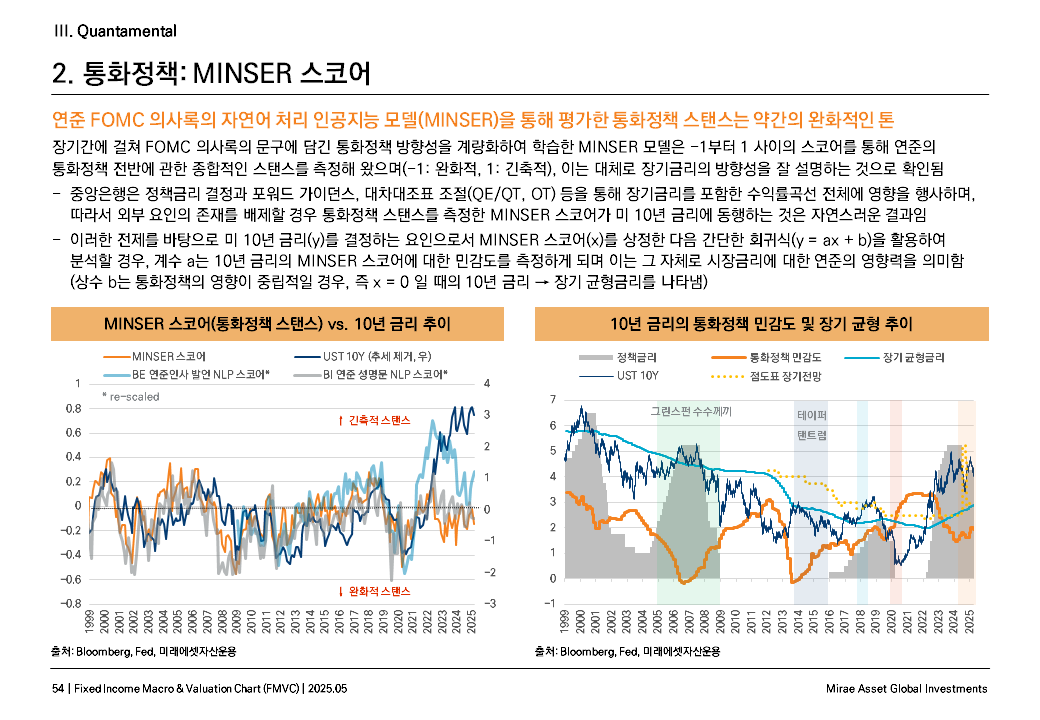 III. Quantamental
2. 통화정책: MINSER 스코어
연준 FOMC 의사록의 자연어 처리 인공지능 모델(MINSER)을 통해 평가한 통화정책 스탠스는 약간의 완화적인 톤
장기간에 걸쳐 FOMC 의사록의 문구에 담긴 통화정책 방향성을 계량화하여 학습한 MINSER 모델은 -1부터 1 사이의 스코어를 통해 연준의
통화정책 전반에 관한 종합적인 스탠스를 측정해 왔으며(-1: 완화적, 1: 긴축적), 이는 대체로 장기금리의 방향성을 잘 설명하는 것으로 확인됨
- 중앙은행은 정책금리 결정과 포워드 가이던스, 대차대조표 조절(QE/QT, OT) 등을 통해 장기금리를 포함한 수익률곡선 전체에 영향을 행사하며,
따라서 외부 요인의 존재를 배제할 경우 통화정책 스탠스를 측정한 MINSER 스코어가 미 10년 금리에 동행하는 것은 자연스러운 결과임
- 이러한 전제를 바탕으로 미 10년 금리(y)를 결정하는 요인으로서 MINSER 스코어(x)를 상정한 다음 간단한 회귀식(y = ax + b)을 활용하여
분석할 경우, 계수 a는 10년 금리의 MINSER 스코어에 대한 민감도를 측정하게 되며 이는 그 자체로 시장금리에 대한 연준의 영향력을 의미함
(상수 b는 통화정책의 영향이 중립적일 경우, 즉 x = 0 일 때의 10년 금리 → 장기 균형금리를 나타냄)
MINSER 스코어(통화정책 스탠스) vs. 10년 금리 추이
MINSER 스코어 UST 10Y (추세 제거, 우)
BE 연준인사 발언 NLP 스코어* BI 연준 성명문 NLP 스코어*
* re-scaled
↑ 긴축적 스탠스
↓ 완화적 스탠스
1
0.8
0.6
0.4
0.2
0
-0.2
-0.4
-0.6
-0.8
4
3
2
1
0
-1
-2
-3
1999 2000 2001 2002 2003 2004 2005 2006 2007 2008 2009 2010 2011 2012 2013 2014 2015 2016 2017 2018 2019 2020 2021 2022 2023 2024 2025
출처: Bloomberg, Fed, 미래에셋자산운용
10년 금리의 통화정책 민감도 및 장기 균형 추이
정책금리 통화정책 민감도 장기 균형금리
UST 10Y 점도표 장기전망
그린스펀 수수께끼
테이퍼
탠트럼
7
6
5
4
3
2
1
0
-1
1999 2000 2001 2002 2003 2004 2005 2006 2007 2008 2009 2010 2011 2012 2013 2014 2015 2016 2017 2018 2019 2020 2021 2022 2023 2024 2025
출처: Bloomberg, Fed, 미래에셋자산운용
54 | Fixed Income Macro & Valuation Chart (FMVC) | 2025.05
Mirae Asset Global Investments